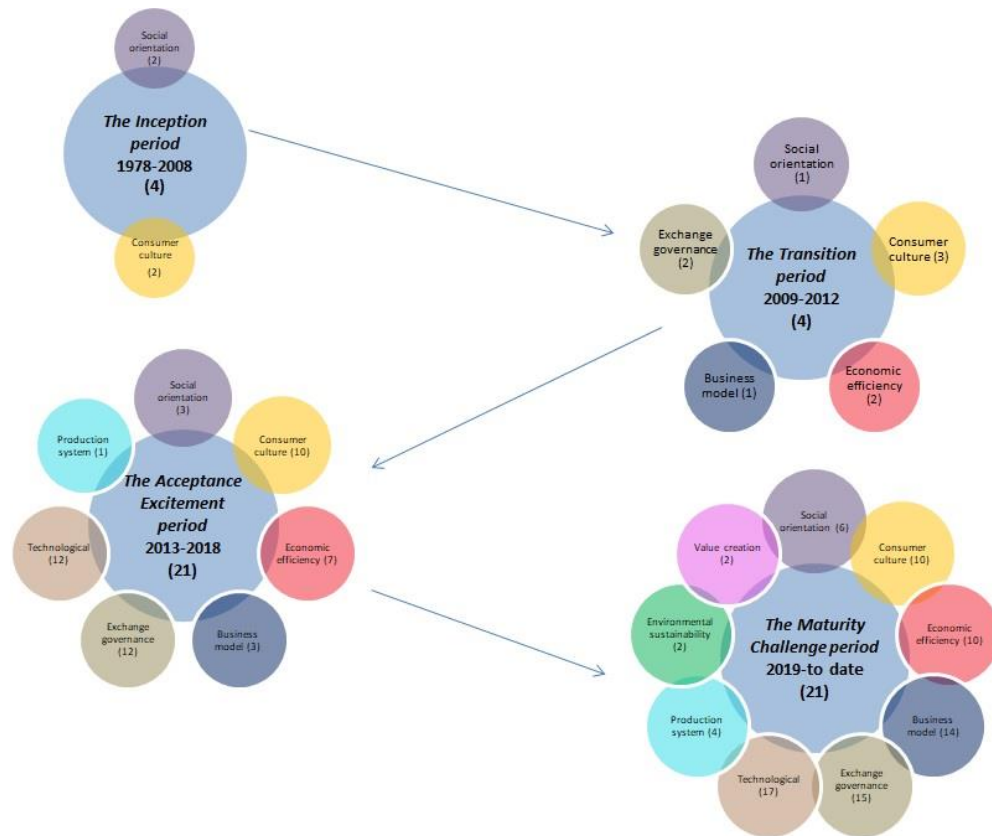 Social
orientation
(2)
The Inception
period
1978-2008
(4)
Consumer
culture
(2)
Social
orientation
(1)
Exchange
governance
(2)
Consumer
culture (3)
The Transition
period
2009-2012
(4)
Business
model (1)
Economic
efficiency
(2)
Social
orientation
(3)
Production
system (1)
Consumer
culture (10)
The Acceptance
Excitement
period
2013-2018
(21)
Technological
(12)
Economic
efficiency (7)
Exchange
governance
(12)
Business
model (3)
Social
orientation (6)
Value creation
(2)
Consumer
culture (10)
Environmental
sustainability
(2)
Economic
efficiency (10)
The Maturity
Challenge period
2019-to date
(21)
Production
system (4)
Business
model (14)
Technological
(17)
Exchange
governance
(15)